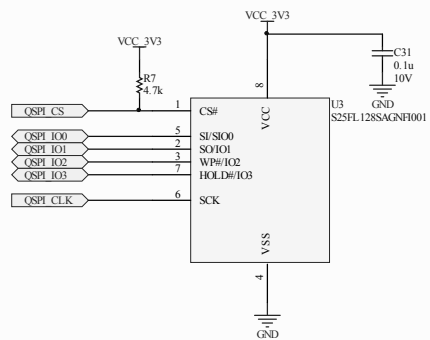 VCC_3V3
VCC_3V3
R7
4.7k
C31
0.1u
10V
GND
8
VCC
U3
S25FL128SAGNFI001
QSPI_CS
1
CS#
QSPI_IO0
5
SI/SIO0
QSPI_IO1
2
SO/IO1
QSPI_IO2
3
WP#/IO2
QSPI_IO3
7
HOLD#/IO3
QSPI_CLK
6
SCK
VSS
4
GND